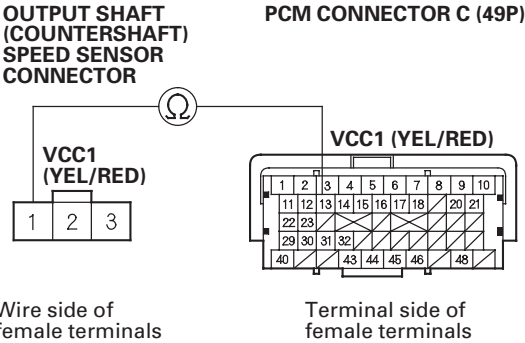 OUTPUT SHAFT
(COUNTERSHAFT)
SPEED SENSOR
CONNECTOR
PCM CONNECTOR C (49P)
Ω
VCC1
(YEL/RED)
VCC1 (YEL/RED)
1 2 3
1 2 3 4 5 6 7 8 9 10
11 12 13 14 15 16 17 18 20 21
22 23
29 30 31 32
40 43 44 45 46 48
Wire side of
female terminals
Terminal side of
female terminals